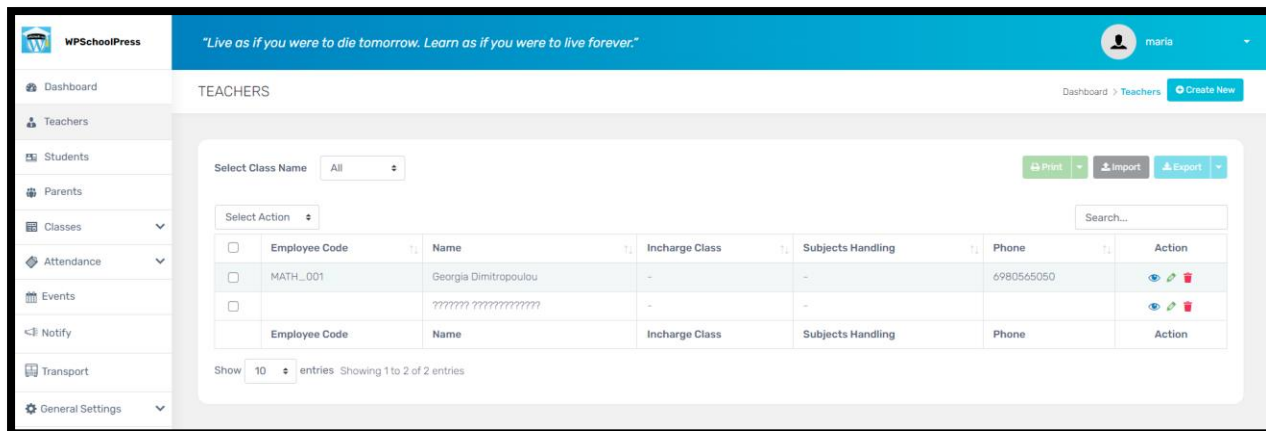 WPSchoolPress
"Live as if you were to die tomorrow. Learn as if you were to live forever."
maria
Dashboard
Teachers
Students
Parents
Classes
Attendance
Events
Notify
Transport
General Settings
TEACHERS
Dashboard > Teachers Create New
Select Class Name All
Print Import Export
Select Action
Search...
Employee Code Name Incharge Class Subjects Handling Phone Action
MATH_001 Georgia Dimitropoulou - - 6980565050
??????? ????????????? - -
Employee Code Name Incharge Class Subjects Handling Phone Action
Show 10 entries Showing 1 to 2 of 2 entries